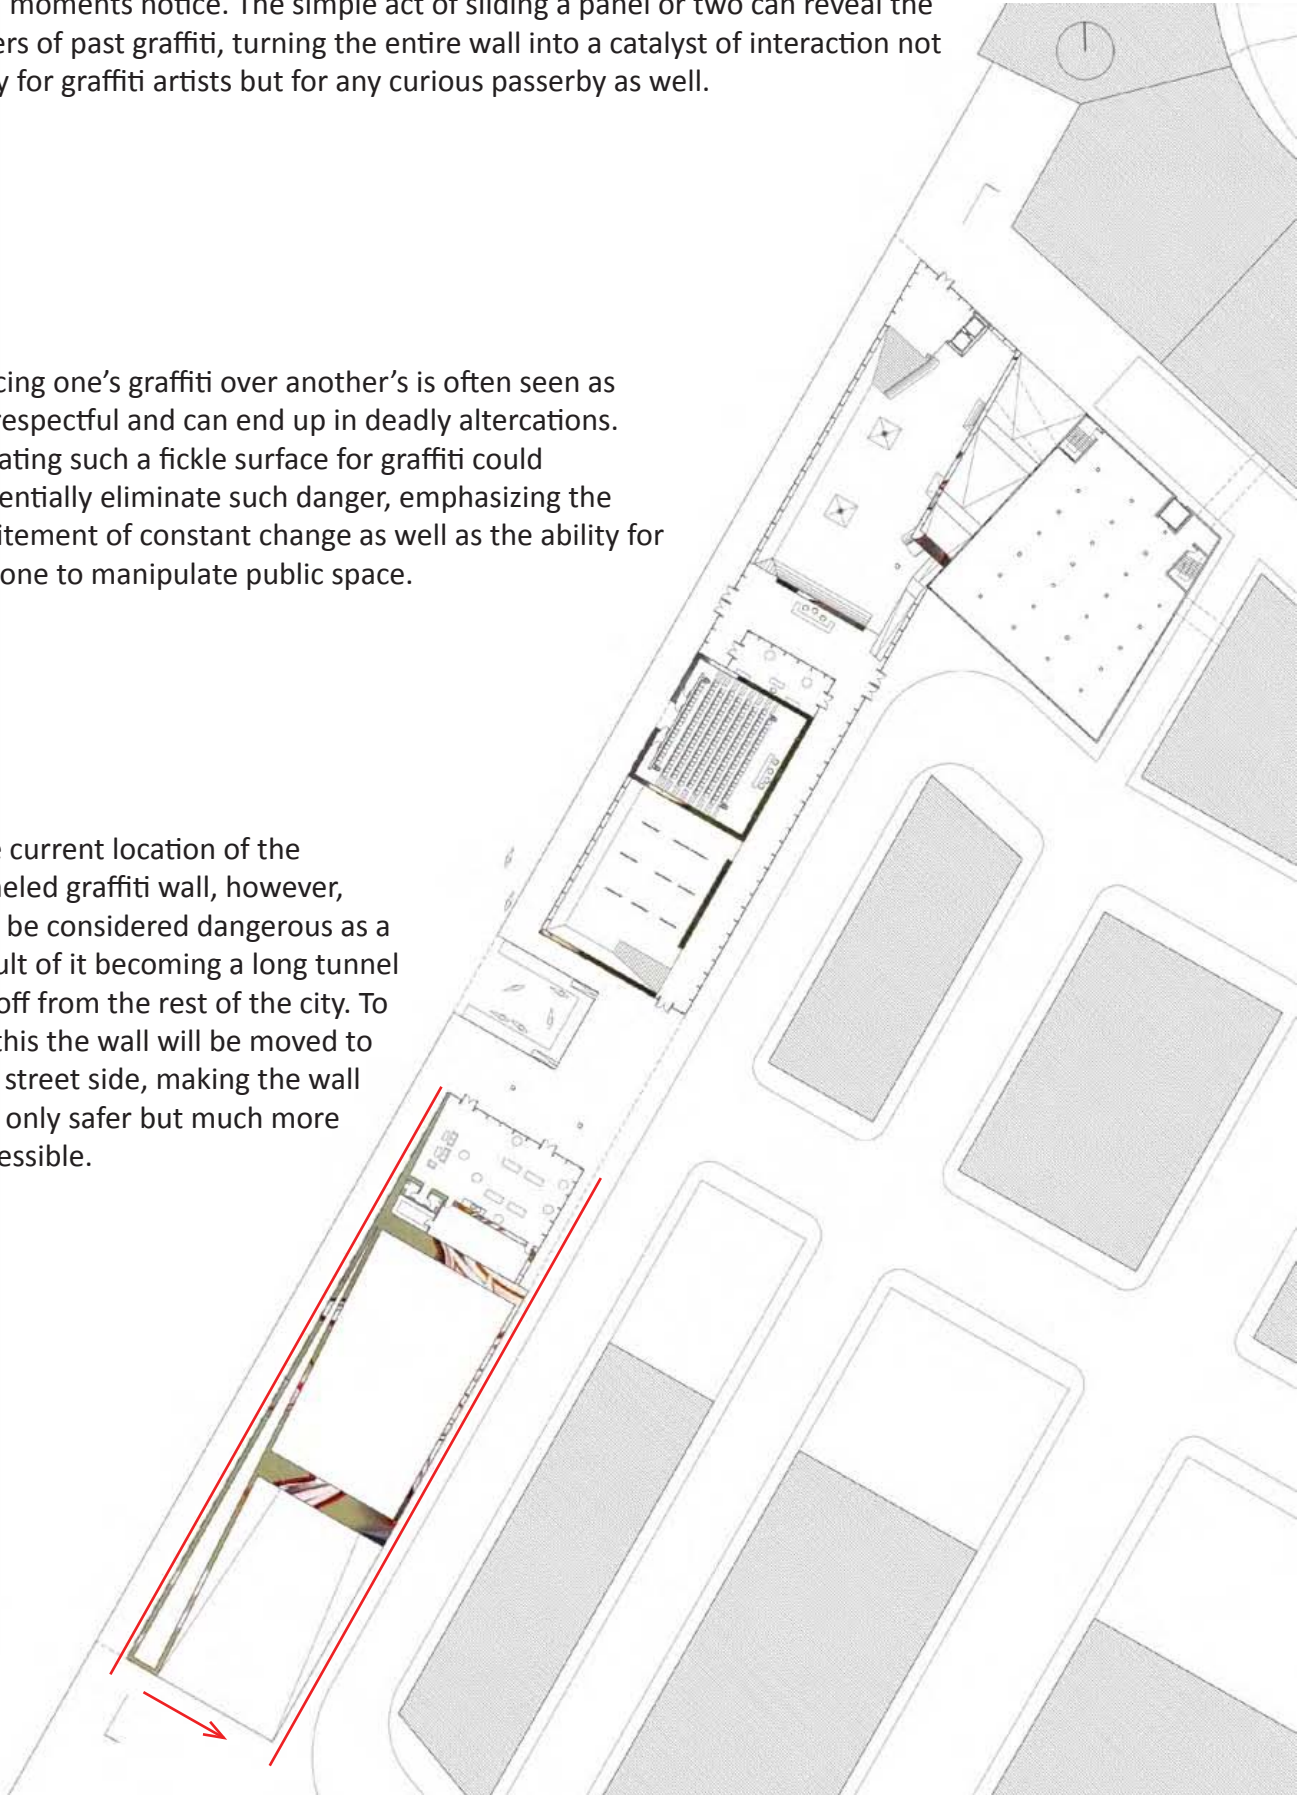 moments notice. The simple act of sliding a panel or two can reveal the
ers of past graffiti, turning the entire wall into a catalyst of interaction not
y for graffiti artists but for any curious passerby as well.
cing one's graffiti over another's is often seen as
respectful and can end up in deadly altercations.
ating such a fickle surface for graffiti could
entially eliminate such danger, emphasizing the
itement of constant change as well as the ability for
one to manipulate public space.
e current location of the
neled graffiti wall, however,
be considered dangerous as a
ult of it becoming a long tunnel
off from the rest of the city. To
this the wall will be moved to
street side, making the wall
only safer but much more
essible.